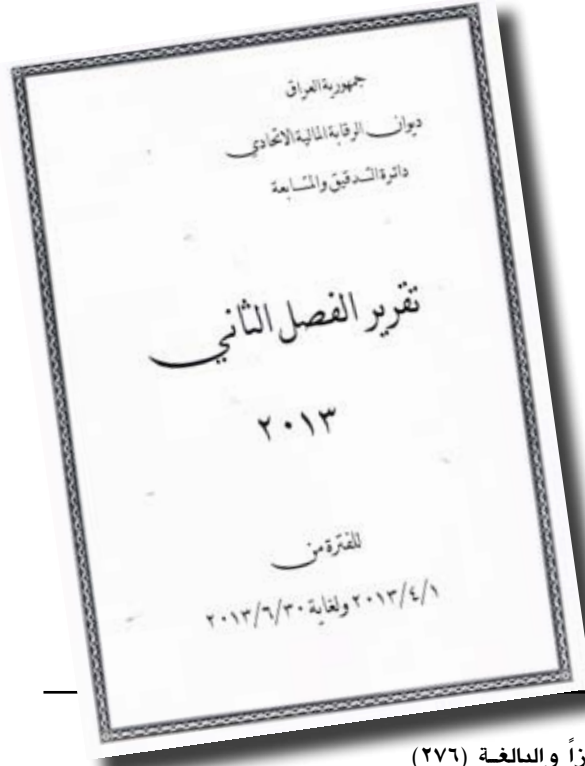 جمهورية العراق
ديوان الرقابة المالية الاتحادي
دائرة التدقيق والمتابعة
تقرير الفصل الثاني
٢٠١٣
للفترة من
٢٠١٣/٤/١ ولغاية ٢٠١٣/٦/٣٠
والبالغة (٢٧٦)